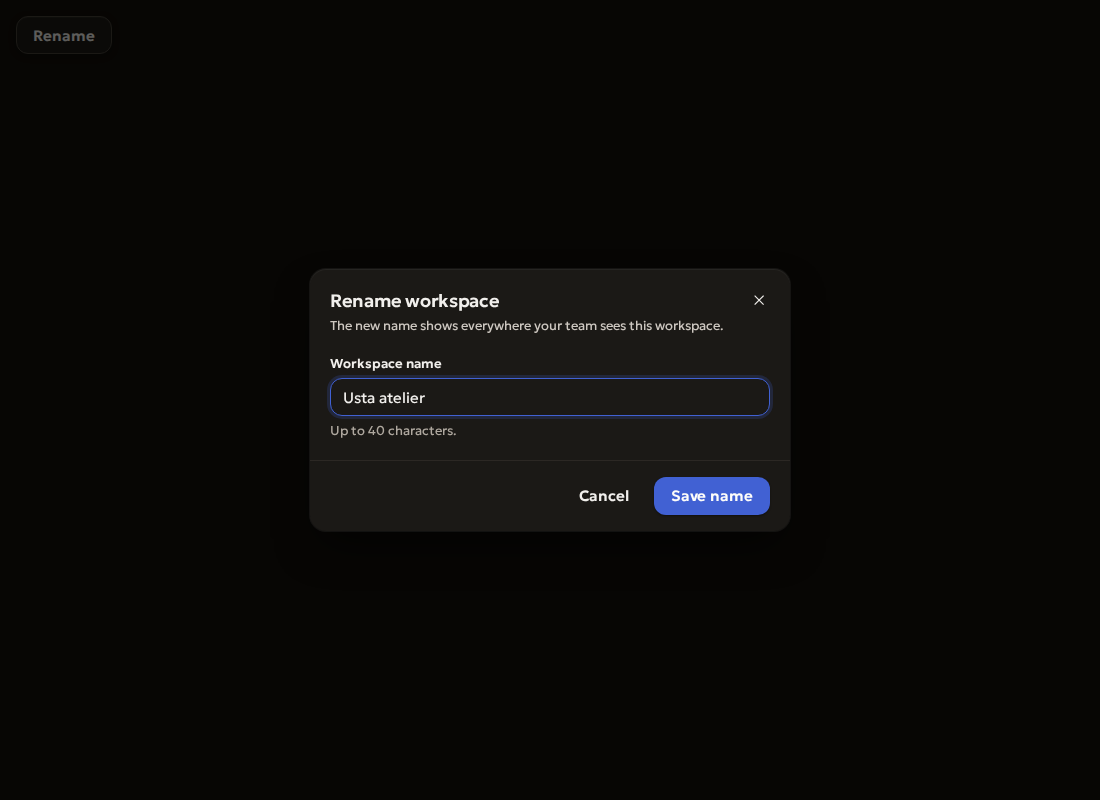 Rename
Rename workspace
The new name shows everywhere your team sees this workspace.
Workspace name
Usta atelier
Up to 40 characters.
Cancel
Save name